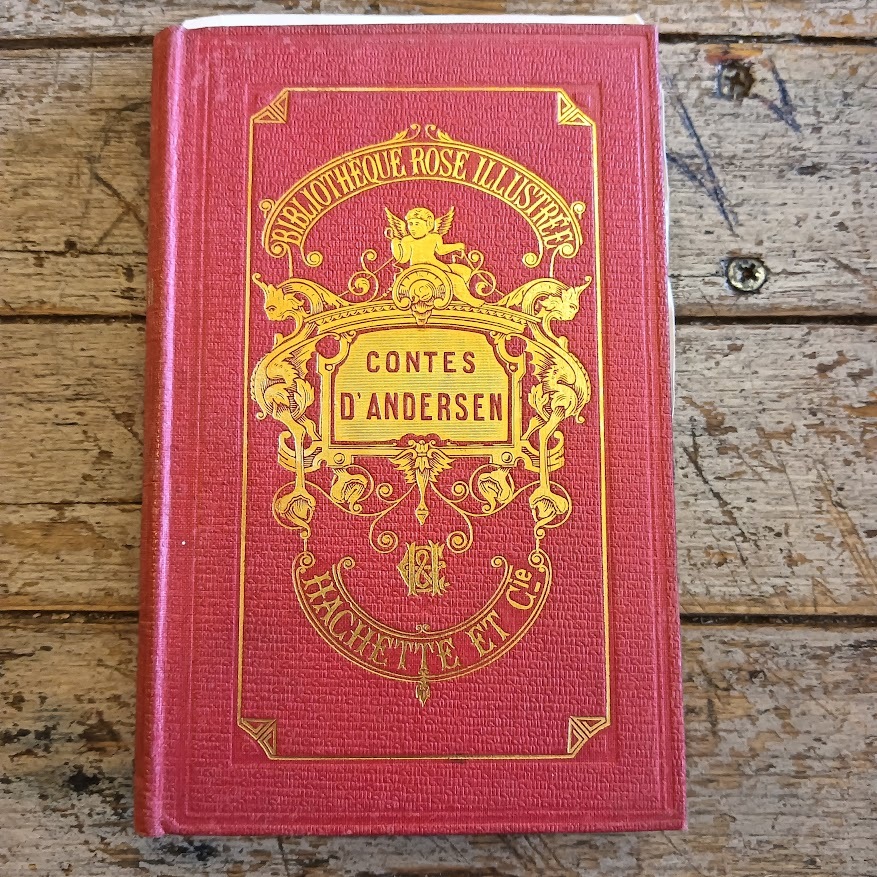 BIBLIOTHÈQUE ROSE ILLUSTRÉE
CONTES
D'ANDERSEN
HACHETTE ET Cie